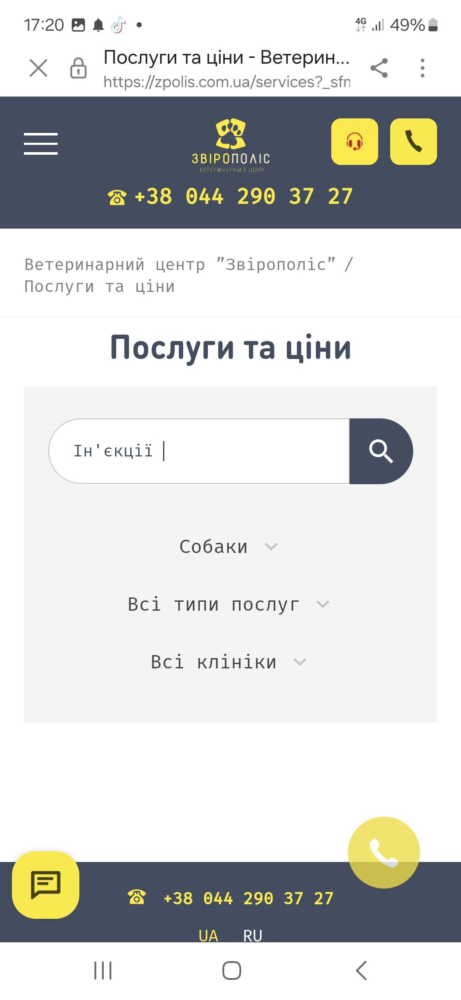 17:20
4G 49%
Послуги та ціни - Ветерин...
https://zpolis.com.ua/services?_sfn
ЗВІРОПОЛІС
ВЕТЕРИНАРНИЙ ЦЕНТР
+38 044 290 37 27
Ветеринарний центр ”Звірополіс” /
Послуги та ціни
Послуги та ціни
Ін'єкції
Собаки
Всі типи послуг
Всі клініки
+38 044 290 37 27
UA RU